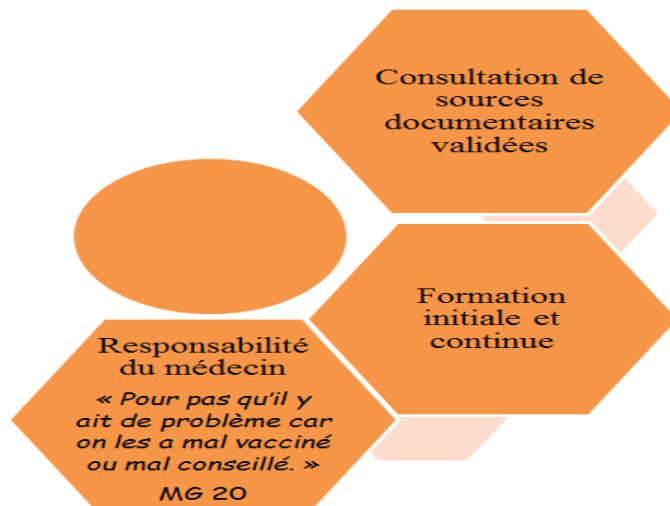 Consultation de
sources
documentaires
validées
Formation
initiale et
continue
Responsabilité
du médecin
« Pour pas qu'il y
ait de problème car
on les a mal vacciné
ou mal conseillé. »
MG 20